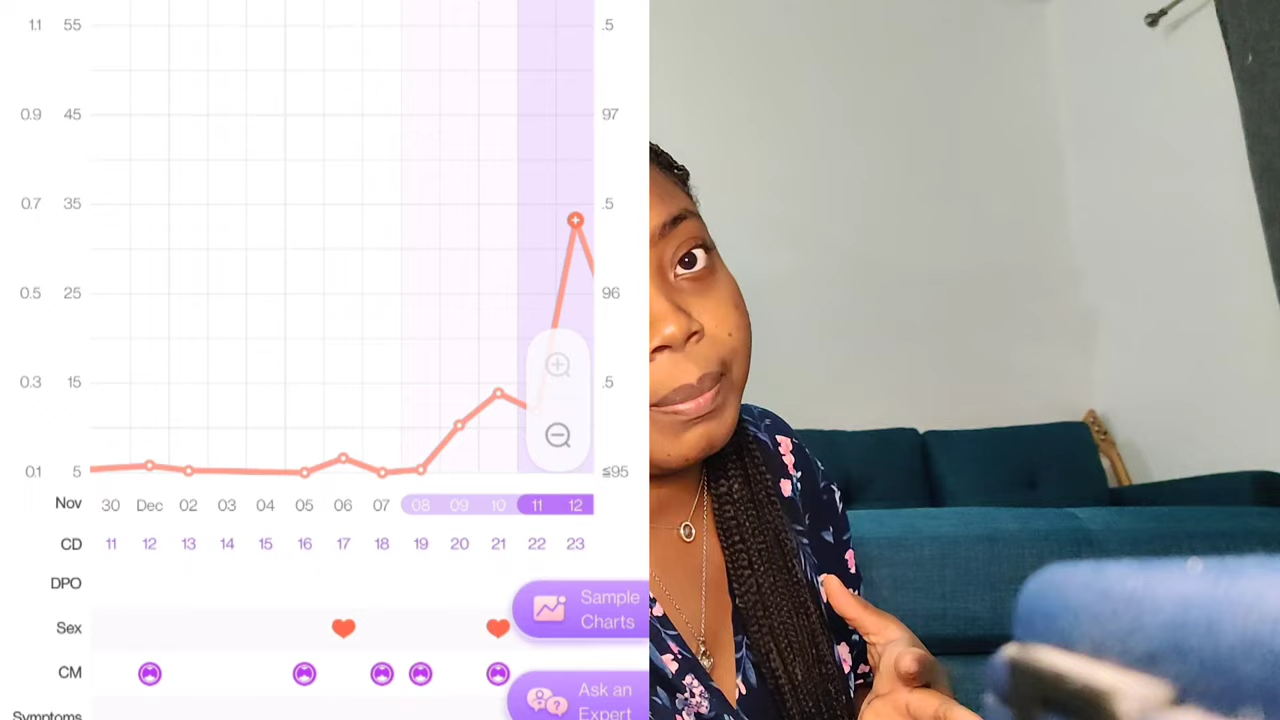 1.1 55 .5
0.9 45 97
0.7 35 .5
0.5 25 96
0.3 15 .5
0.1 5 ≤95
Nov 30 Dec 02 03 04 05 06 07 08 09 10 11 12
CD 11 12 13 14 15 16 17 18 19 20 21 22 23
DPO
Sample
Charts
Sex
CM
Ask an
Expert
Symptoms